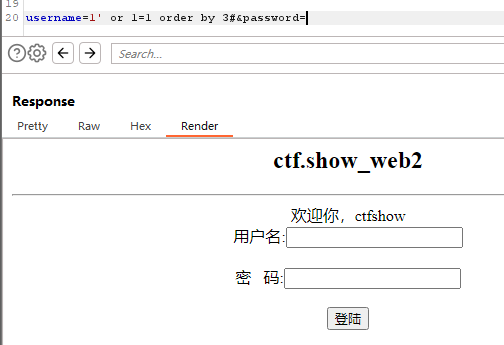 19
20 username=1' or 1=1 order by 3#&password=
Search...
Response
Pretty Raw Hex Render
ctf.show_web2
欢迎你，ctfshow
用户名:
密 码:
登陆